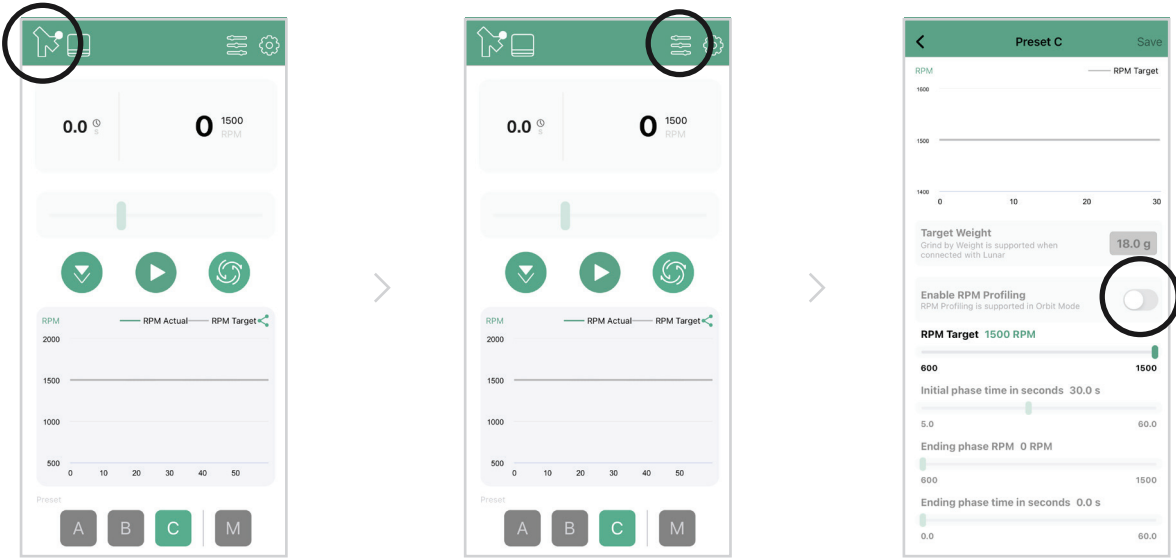 0.0 s
0 1500 RPM
RPM RPM Actual RPM Target
2000
1500
1000
500
0 10 20 30 40 50
Preset
A B C M
0.0 s
0 1500 RPM
RPM RPM Actual RPM Target
2000
1500
1000
500
0 10 20 30 40 50
Preset
A B C M
Preset C Save
RPM RPM Target
1600
1500
1400
0 10 20 30
Target Weight
Grind by Weight is supported when
connected with Lunar
18.0 g
Enable RPM Profiling
RPM Profiling is supported in Orbit Mode
RPM Target 1500 RPM
600 1500
Initial phase time in seconds 30.0 s
5.0 60.0
Ending phase RPM 0 RPM
600 1500
Ending phase time in seconds 0.0 s
0.0 60.0